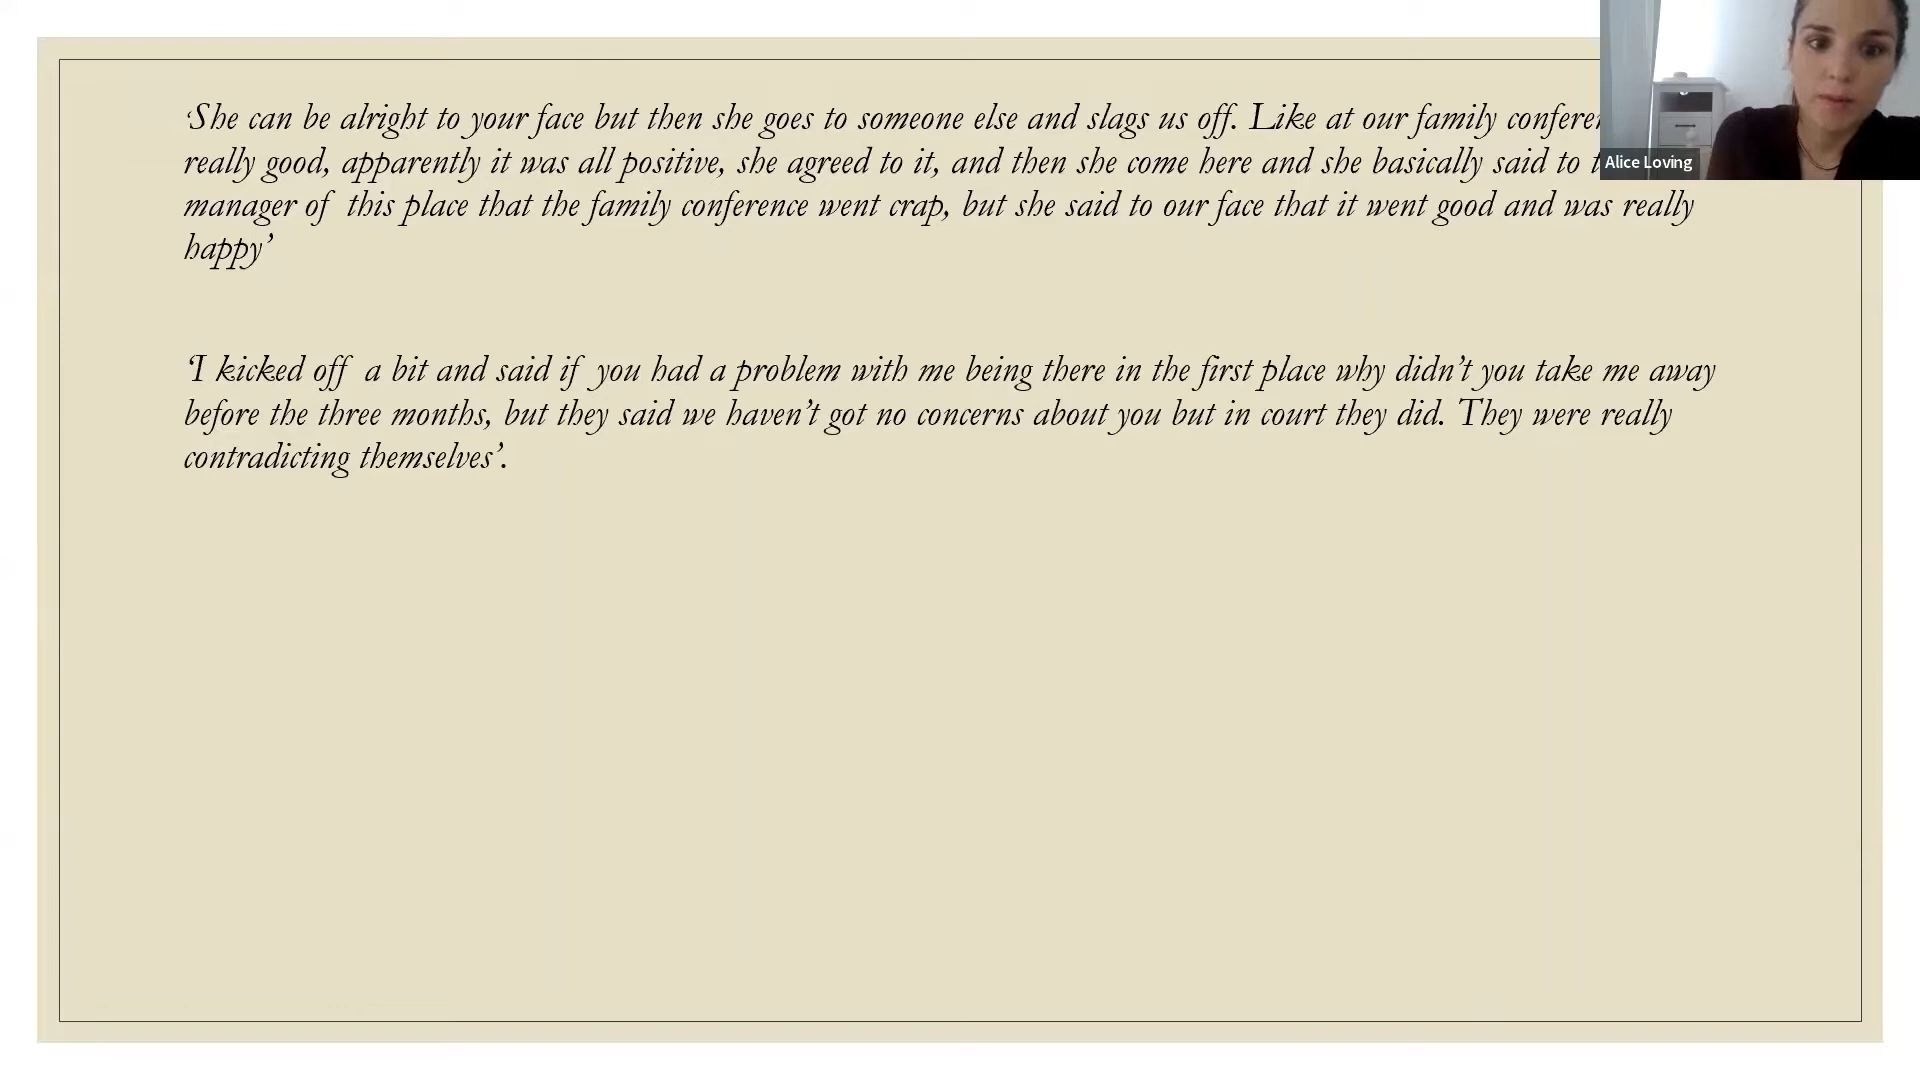 ‘She can be alright to your face but then she goes to someone else and slags us off. Like at our family
really good, apparently it was all positive, she agreed to it, and then she come here and she basically said to
manager of this place that the family conference went crap, but she said to our face that it went good and was really
happy’
‘I kicked off a bit and said if you had a problem with me being there in the first place why didn’t you take me away
before the three months, but they said we haven’t got no concerns about you but in court they did. They were really
contradicting themselves’.
Alice Loving